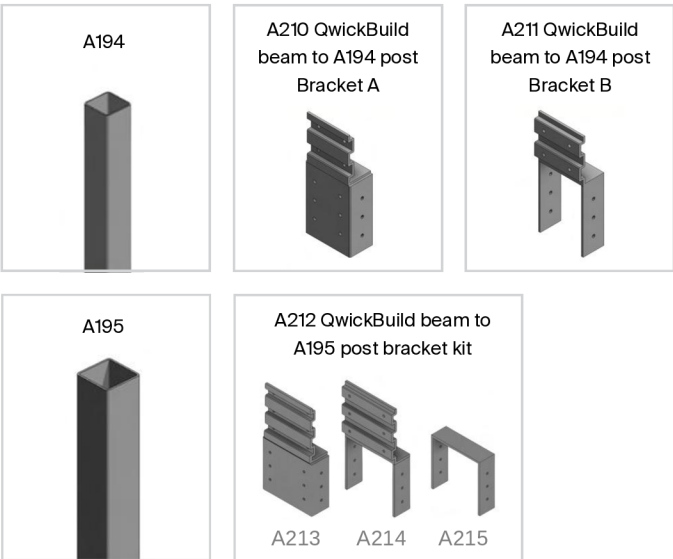 A194
A210 QwickBuild
beam to A194 post
Bracket A
A211 QwickBuild
beam to A194 post
Bracket B
A195
A212 QwickBuild beam to
A195 post bracket kit
A213
A214
A215